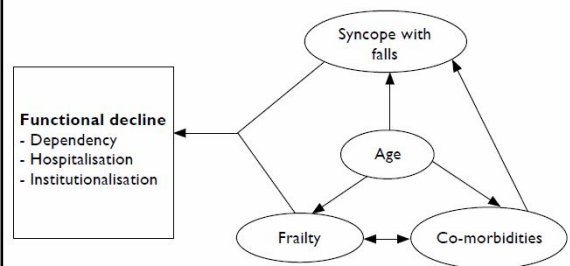 Syncope with
falls
Functional decline
- Dependency
- Hospitalisation
- Institutionalisation
Age
Frailty
Co-morbidities